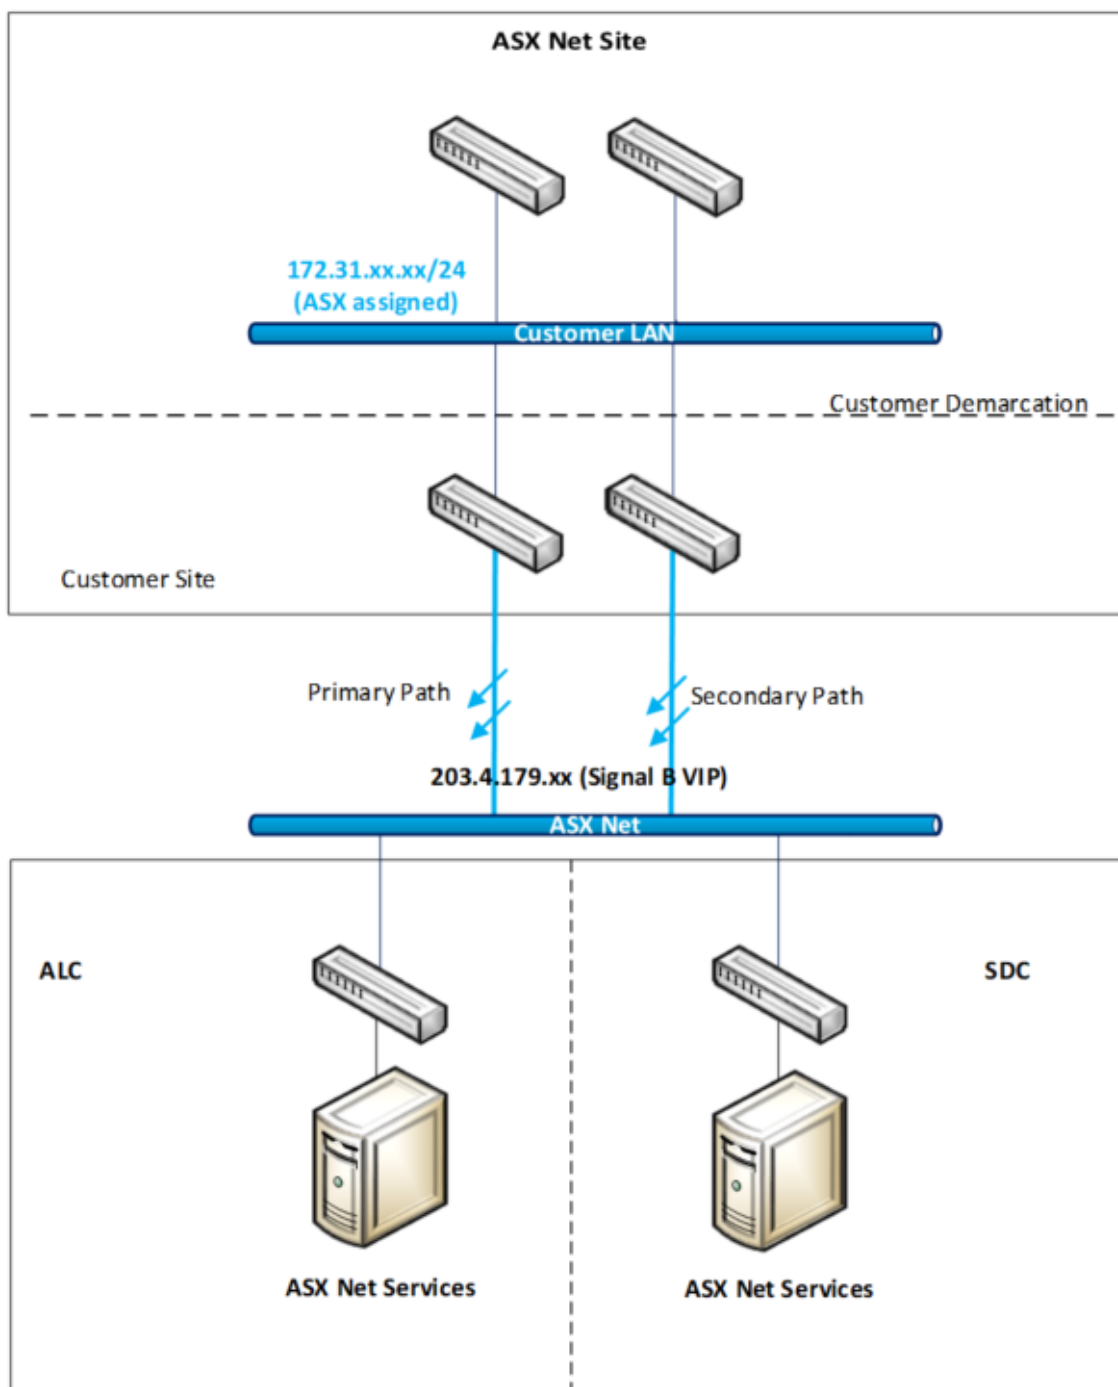 ASX Net Site
172.31.xx.xx/24
(ASX assigned)
Customer LAN
Customer Demarcation
Customer Site
Primary Path
Secondary Path
203.4.179.xx (Signal B VIP)
ASX Net
ALC
SDC
ASX Net Services
ASX Net Services